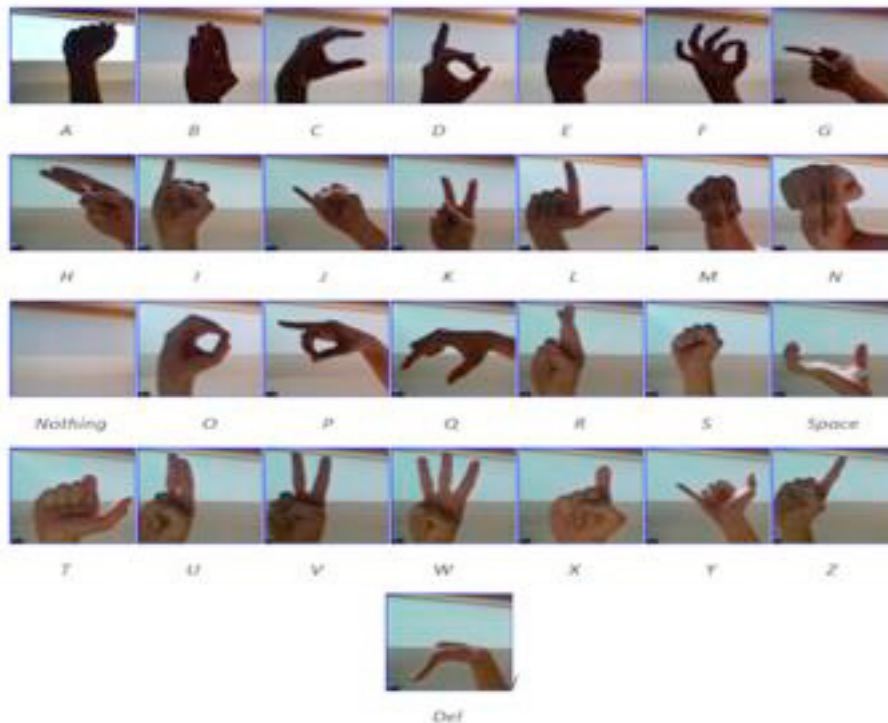 A B C D E F G
H I J K L M N
Nothing O P Q R S Space
T U V W X Y Z
Del